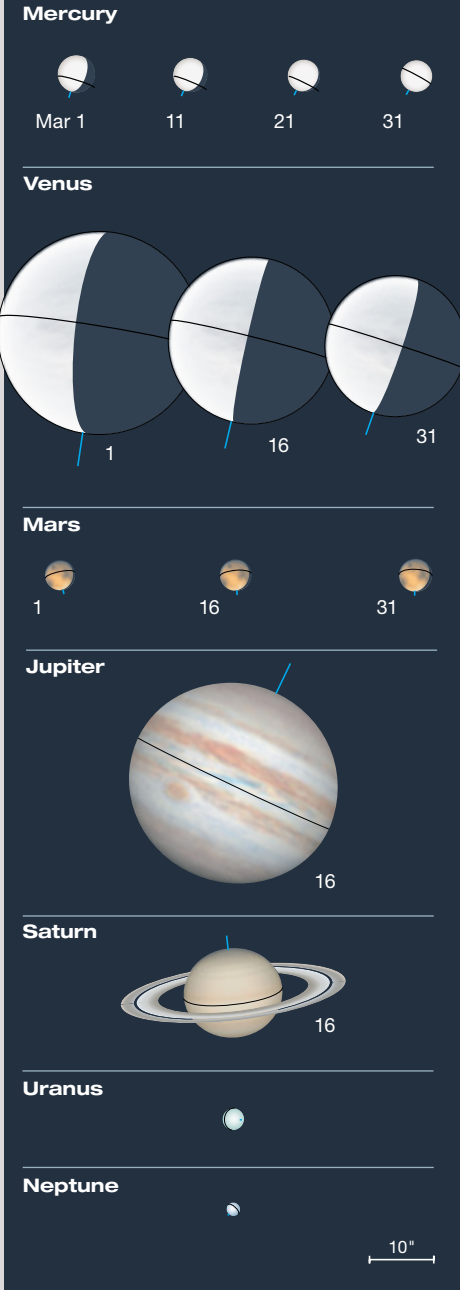 Mercury
Mar 1 11 21 31
Venus
1 16 31
Mars
1 16 31
Jupiter
16
Saturn
16
Uranus
Neptune
10"